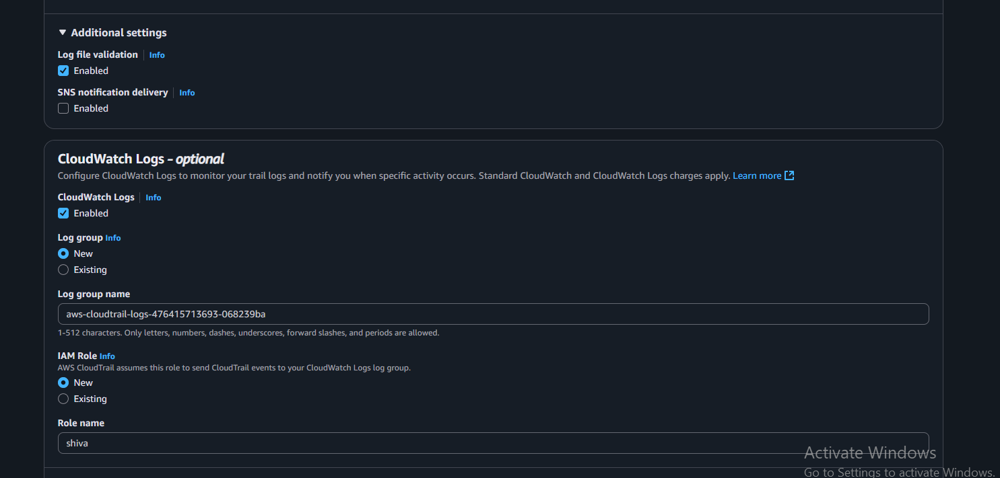 Additional settings
Log file validation Info
Enabled
SNS notification delivery Info
Enabled
CloudWatch Logs - optional
Configure CloudWatch Logs to monitor your trail logs and notify you when specific activity occurs. Standard CloudWatch and CloudWatch Logs charges apply. Learn more
CloudWatch Logs Info
Enabled
Log group Info
New
Existing
Log group name
aws-cloudtrail-logs-476415713693-068239ba
1-512 characters. Only letters, numbers, dashes, underscores, forward slashes, and periods are allowed.
IAM Role Info
AWS CloudTrail assumes this role to send CloudTrail events to your CloudWatch Logs log group.
New
Existing
Role name
shiva
Activate Windows
Go to Settings to activate Windows.